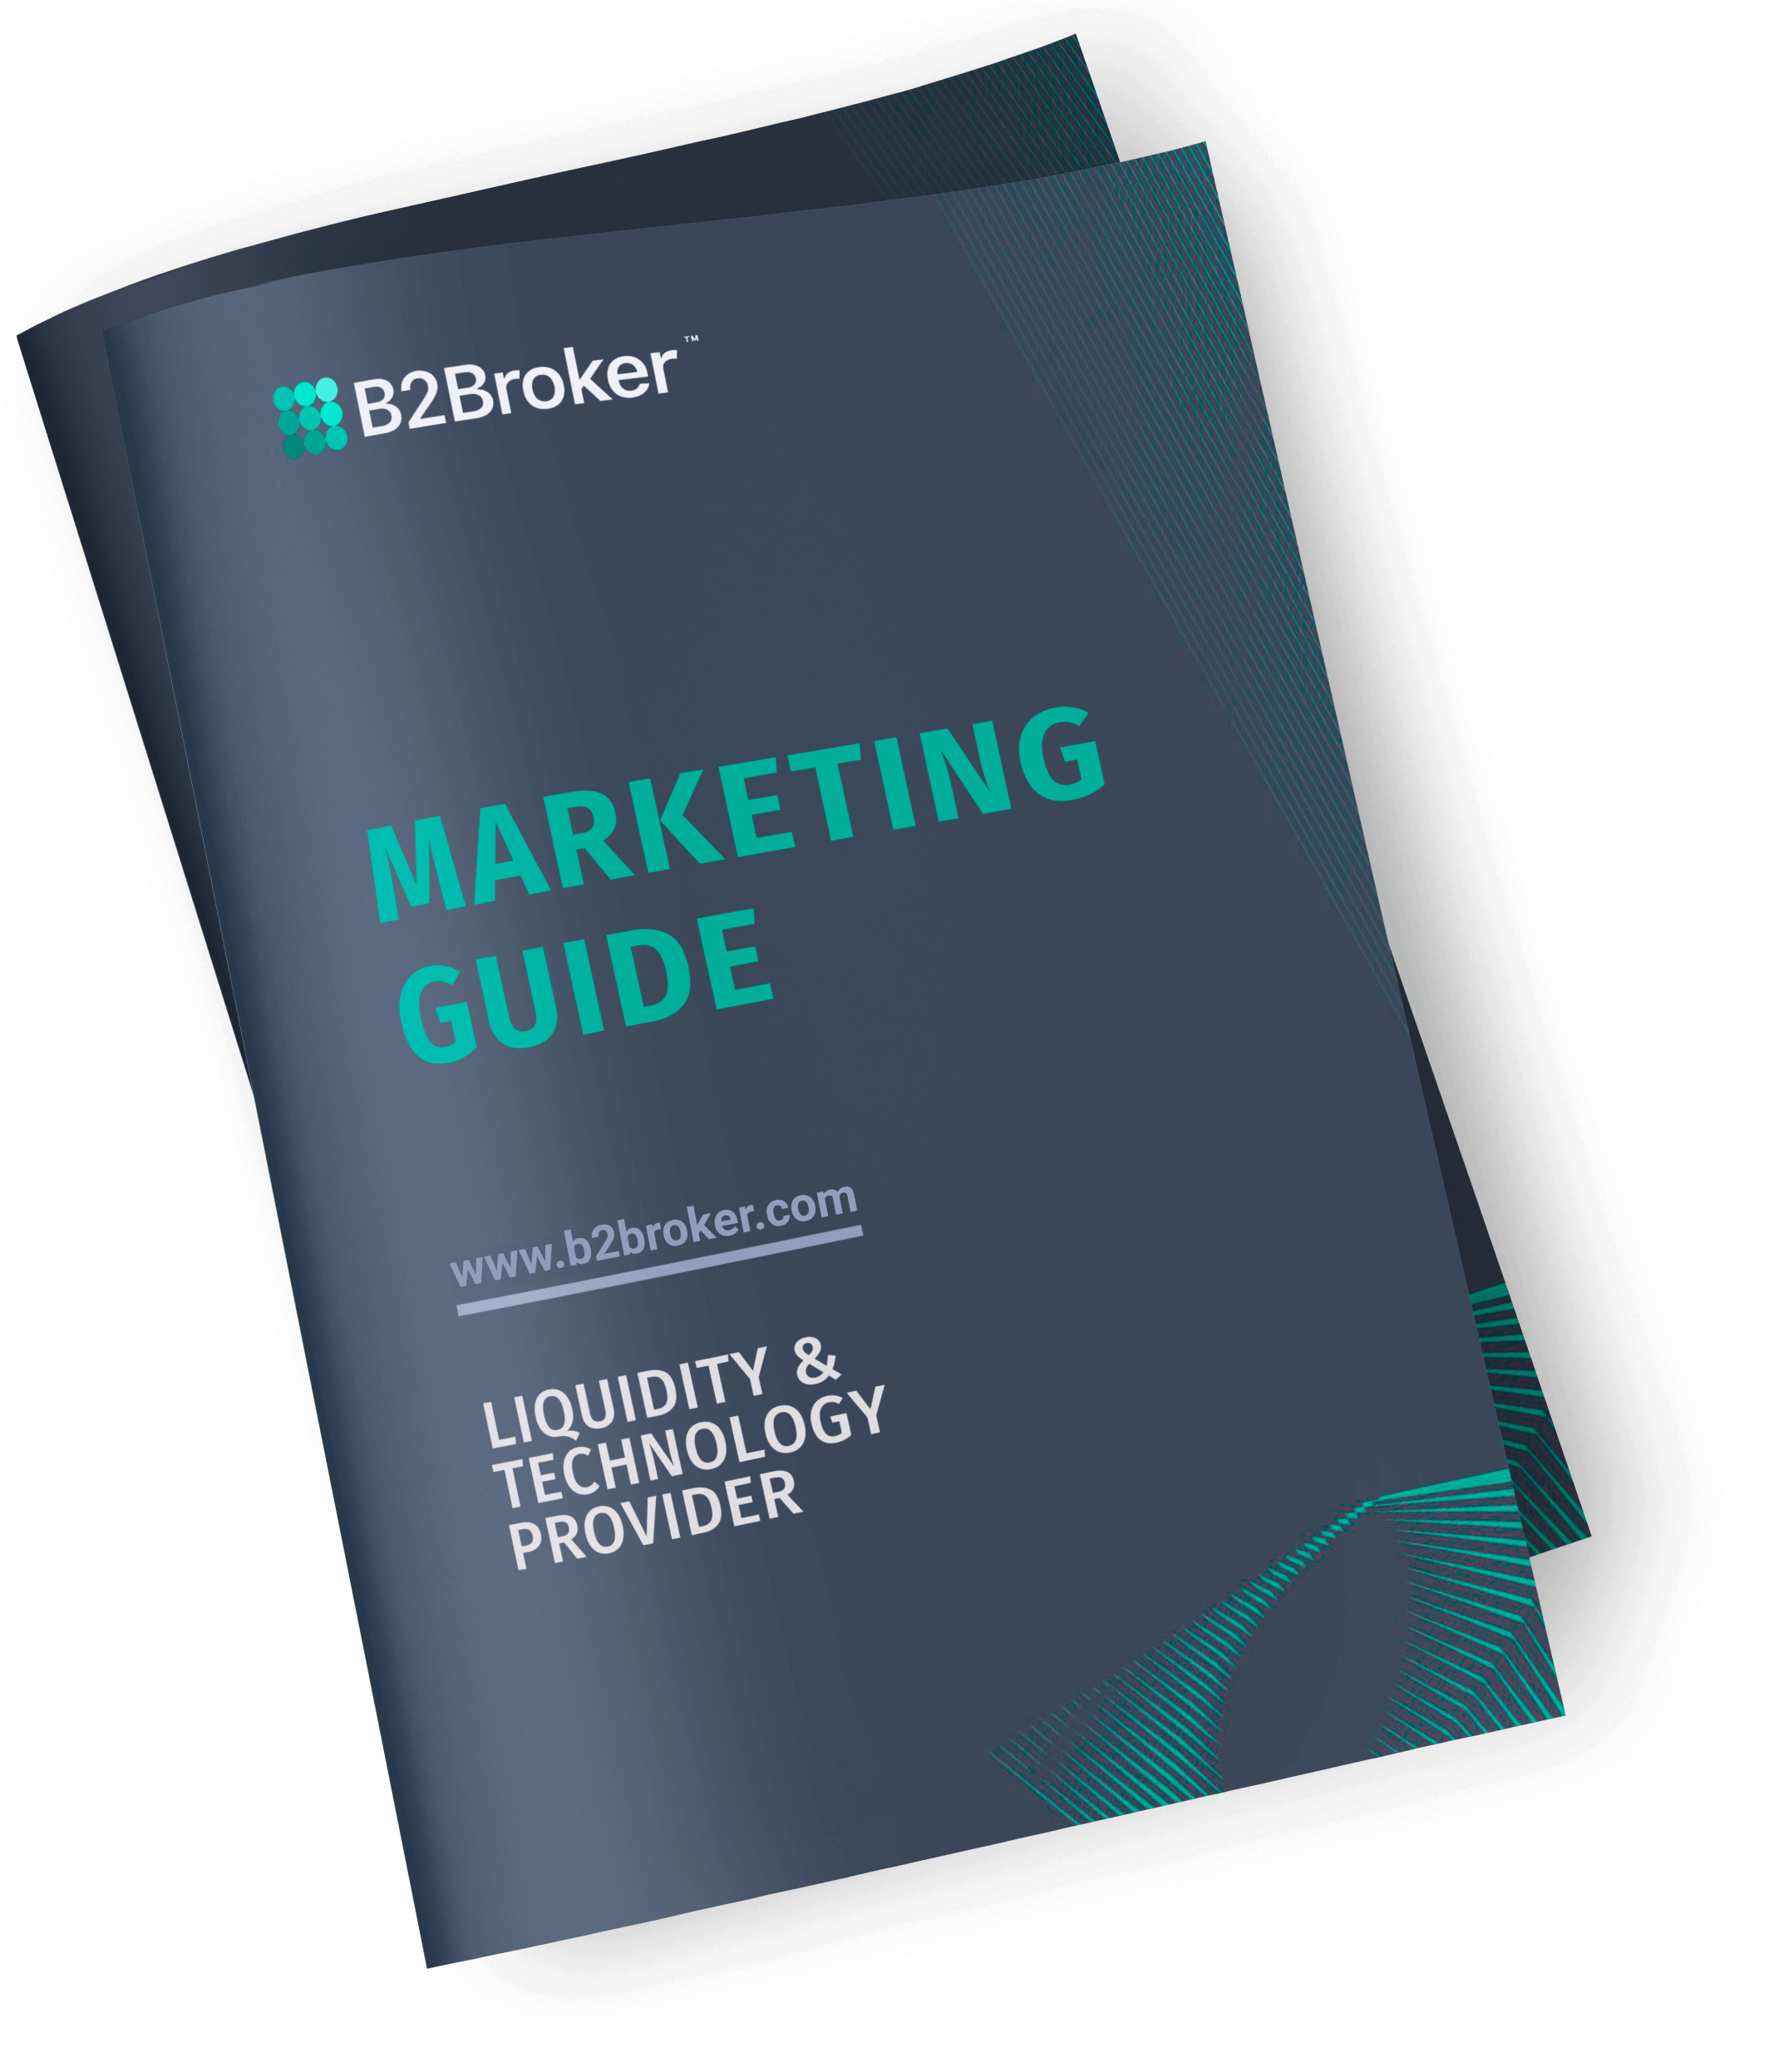 B2Broker™
MARKETING
GUIDE
www.b2broker.com
LIQUIDITY &
TECHNOLOGY
PROVIDER